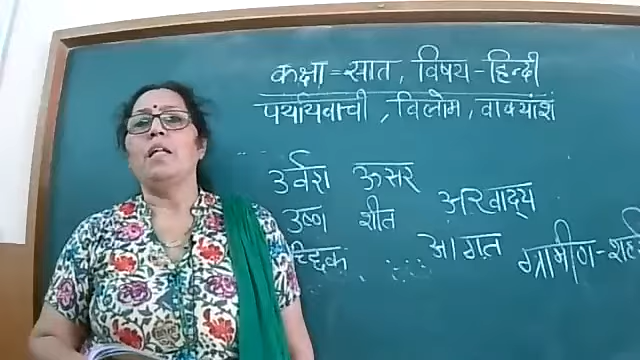 कक्षा = सात, विषय - हिन्दी
पर्यायवाची, विलोम, वाक्यांश
उर्वरा ऊसर
उष्ण शीत अखाद्य
आगत ग्रामीण -